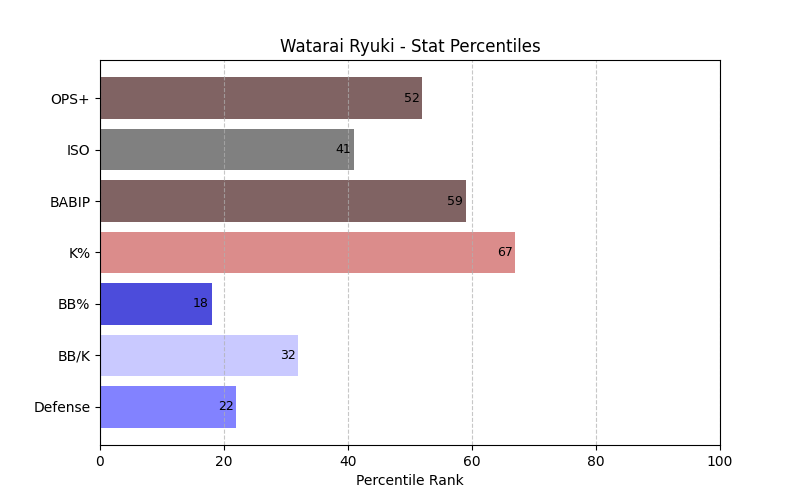 Watarai Ryuki - Stat Percentiles
OPS+ 52
ISO 41
BABIP 59
K% 67
BB% 18
BB/K 32
Defense 22
0 20 40 60 80 100
Percentile Rank